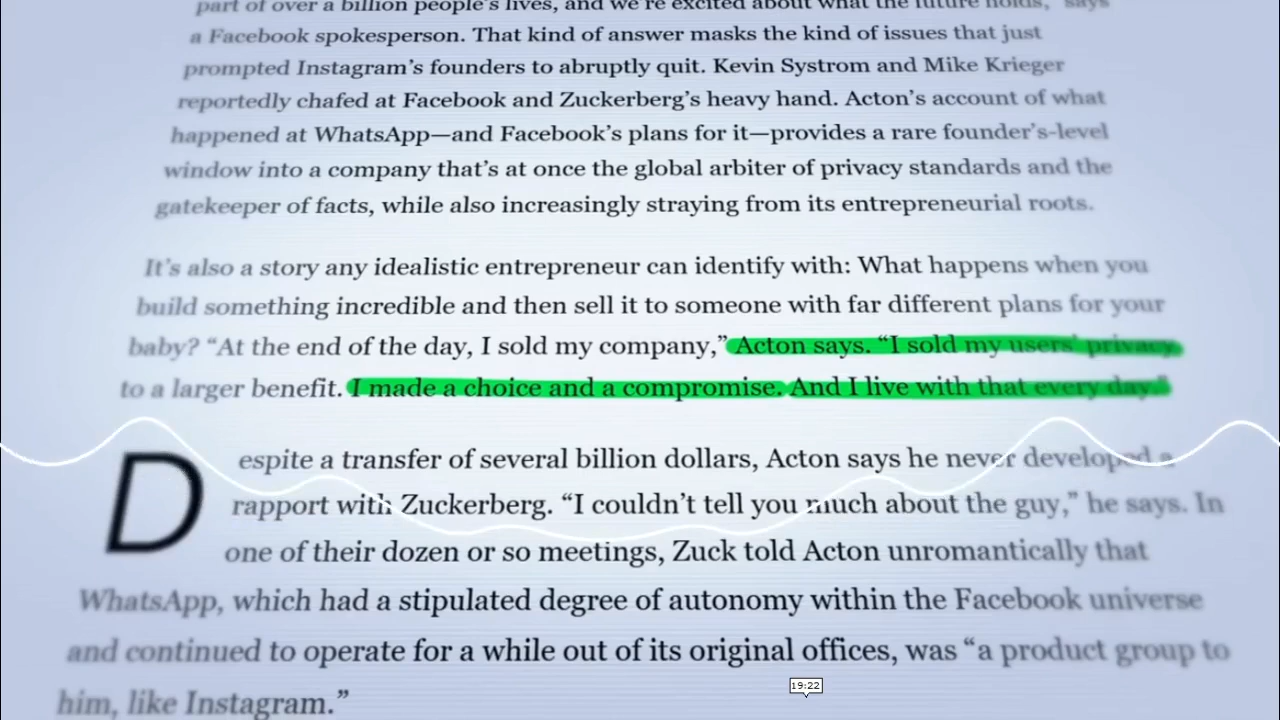 part of over a billion people's lives, and we're excited about what the future holds," says
a Facebook spokesperson. That kind of answer masks the kind of issues that just
prompted Instagram's founders to abruptly quit. Kevin Systrom and Mike Krieger
reportedly chafed at Facebook and Zuckerberg's heavy hand. Acton's account of what
happened at WhatsApp—and Facebook's plans for it—provides a rare founder's-level
window into a company that's at once the global arbiter of privacy standards and the
gatekeeper of facts, while also increasingly straying from its entrepreneurial roots.
It's also a story any idealistic entrepreneur can identify with: What happens when you
build something incredible and then sell it to someone with far different plans for your
baby? “At the end of the day, I sold my company,” Acton says. “I sold my users' privacy
to a larger benefit. I made a choice and a compromise. And I live with that every day.”
Despite a transfer of several billion dollars, Acton says he never developed a
rapport with Zuckerberg. “I couldn't tell you much about the guy,” he says. In
one of their dozen or so meetings, Zuck told Acton unromantically that
WhatsApp, which had a stipulated degree of autonomy within the Facebook universe
and continued to operate for a while out of its original offices, was “a product group to
him, like Instagram.”
19:22